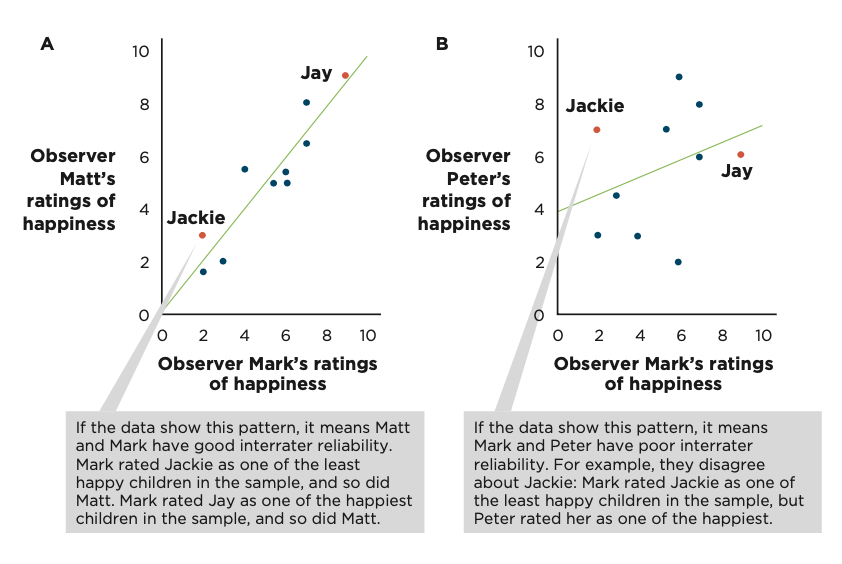 A
10
8
6
4
2
0
Observer
Matt's
ratings of
happiness
Jay
Jackie
0 2 4 6 8 10
Observer Mark's ratings
of happiness
If the data show this pattern, it means Matt
and Mark have good interrater reliability.
Mark rated Jackie as one of the least
happy children in the sample, and so did
Matt. Mark rated Jay as one of the happiest
children in the sample, and so did Matt.
B
10
8
6
4
2
0
Observer
Peter's
ratings of
happiness
Jackie
Jay
0 2 4 6 8 10
Observer Mark's ratings
of happiness
If the data show this pattern, it means
Mark and Peter have poor interrater
reliability. For example, they disagree
about Jackie: Mark rated Jackie as one of
the least happy children in the sample, but
Peter rated her as one of the happiest.